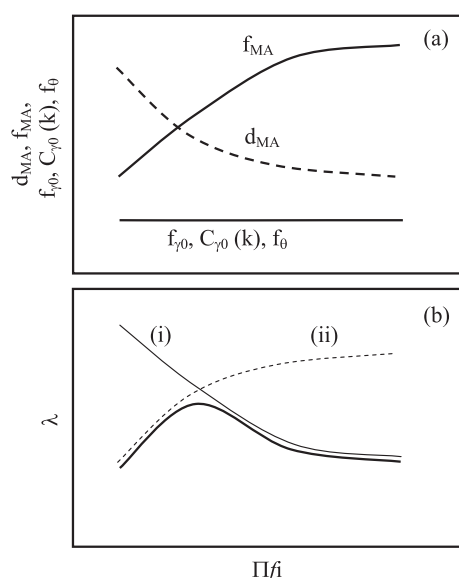 (a)
f_MA
d_MA
f_γ0, C_γ0 (k), f_θ
d_MA, f_MA,
f_γ0, C_γ0 (k), f_θ
(b)
(i)
(ii)
λ
Πfi